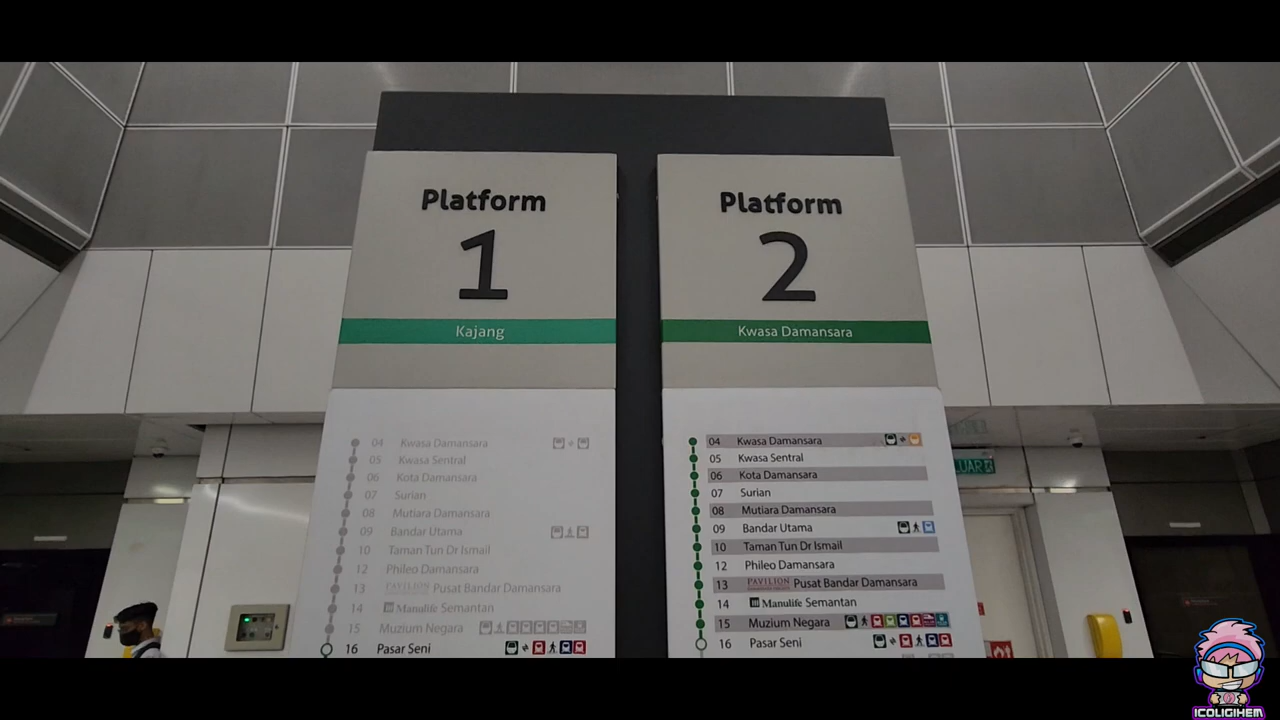 Platform
1
Kajang
04 Kwasa Damansara
05 Kwasa Sentral
06 Kota Damansara
07 Surian
08 Mutiara Damansara
09 Bandar Utama
10 Taman Tun Dr Ismail
12 Phileo Damansara
13 PAVILION Pusat Bandar Damansara
14 Manulife Semantan
15 Muzium Negara
16 Pasar Seni
Platform
2
Kwasa Damansara
04 Kwasa Damansara
05 Kwasa Sentral
06 Kota Damansara
07 Surian
08 Mutiara Damansara
09 Bandar Utama
10 Taman Tun Dr Ismail
12 Phileo Damansara
13 PAVILION Pusat Bandar Damansara
14 Manulife Semantan
15 Muzium Negara
16 Pasar Seni
LUAR
ICOLIGIHEM